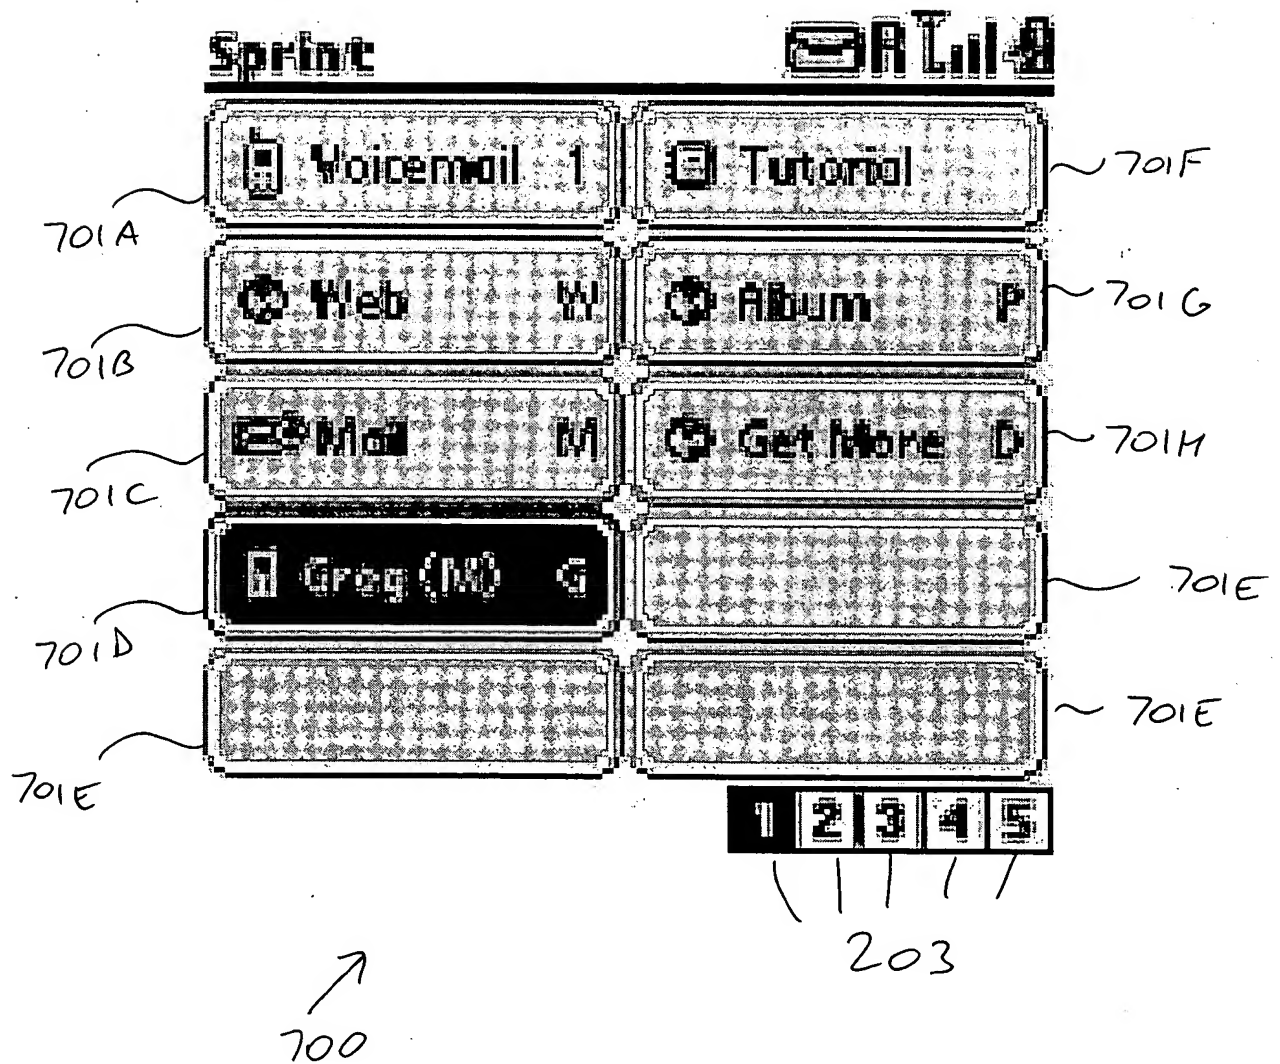 Sprint
Voicemail 1 Tutorial 701F
701A
Web W Album P 701G
701B
Mail M Get More D 701H
701C
Greg (M) G 701E
701D
701E
701E
1 2 3 4 5
203
700